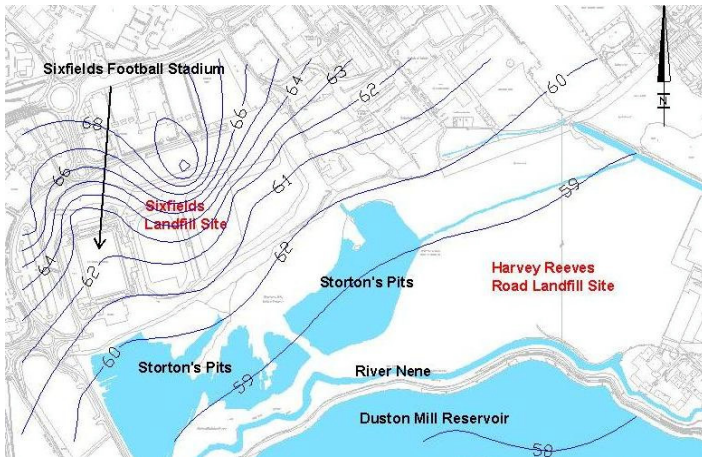 Sixfields Football Stadium
64
63
62
60
66
68
N
66
61
59
Sixfields
Landfill Site
64
62
62
Storton's Pits
Harvey Reeves
Road Landfill Site
60
Storton's Pits
59
River Nene
Duston Mill Reservoir
58